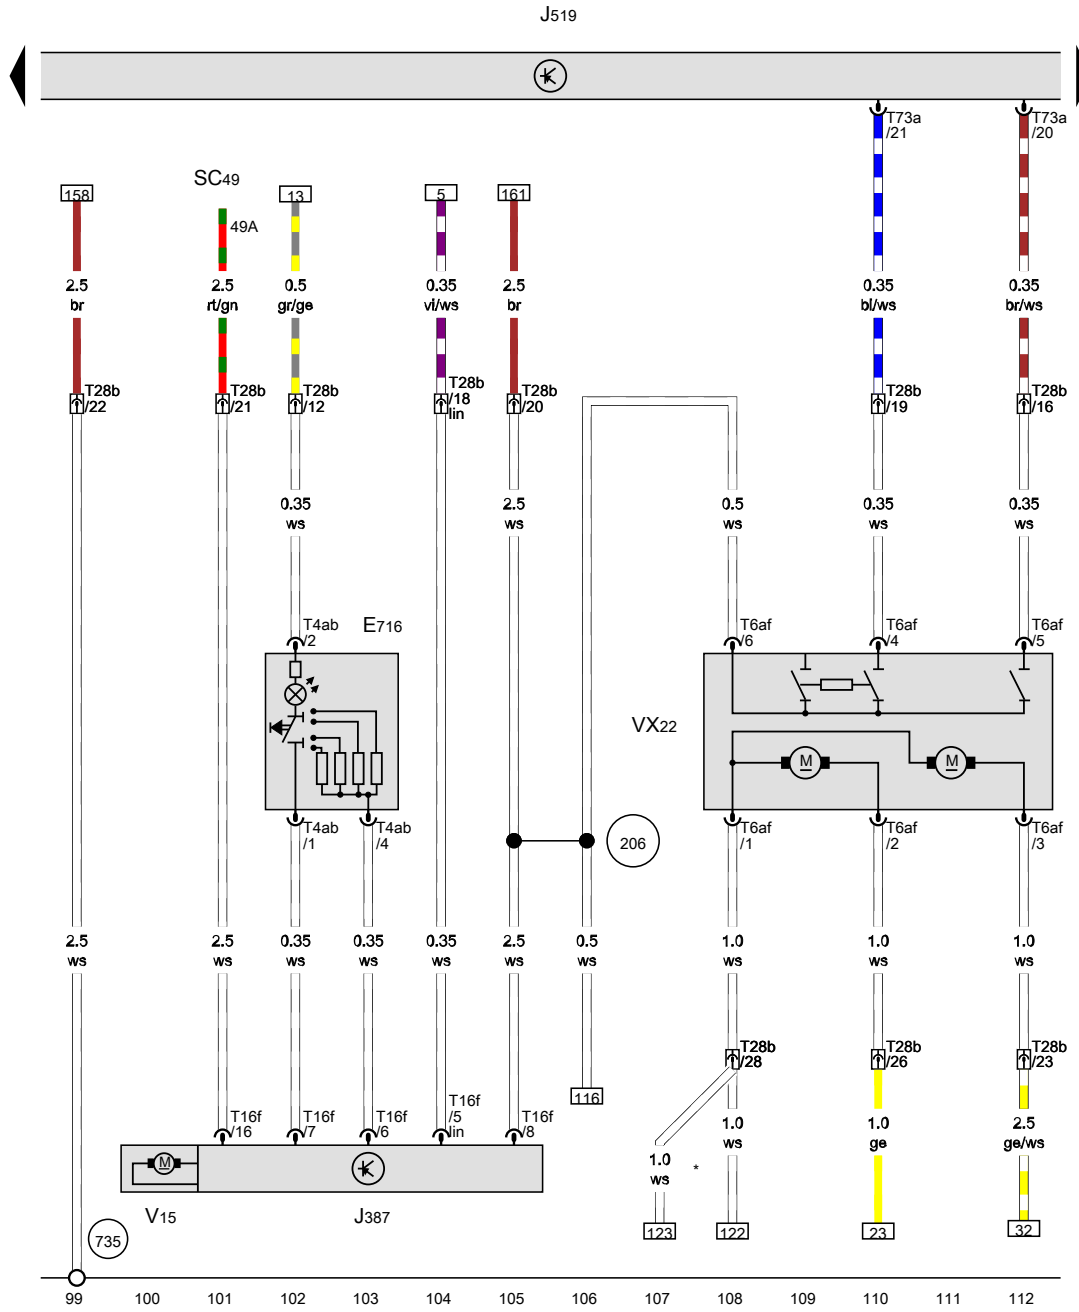 J519
T73a
/21
T73a
/20
158
SC49
49A
13
5
161
2.5
br
2.5
rt/gn
0.5
gr/ge
0.35
vi/ws
2.5
br
0.35
bl/ws
0.35
br/ws
T28b
/22
T28b
/21
T28b
/12
T28b
/18
lin
T28b
/20
T28b
/19
T28b
/16
0.35
ws
2.5
ws
0.5
ws
0.35
ws
0.35
ws
T4ab
/2
E716
T6af
/6
T6af
/4
T6af
/5
VX22
M
M
T4ab
/1
T4ab
/4
206
T6af
/1
T6af
/2
T6af
/3
2.5
ws
2.5
ws
0.35
ws
0.35
ws
0.35
ws
2.5
ws
0.5
ws
1.0
ws
1.0
ws
1.0
ws
T28b
/28
T28b
/26
T28b
/23
116
T16f
/16
T16f
/7
T16f
/6
T16f
/5
lin
T16f
/8
1.0
ws
1.0
ge
2.5
ge/ws
1.0
ws
*
M
V15
J387
735
123
122
23
32
99 100 101 102 103 104 105 106 107 108 109 110 111 112